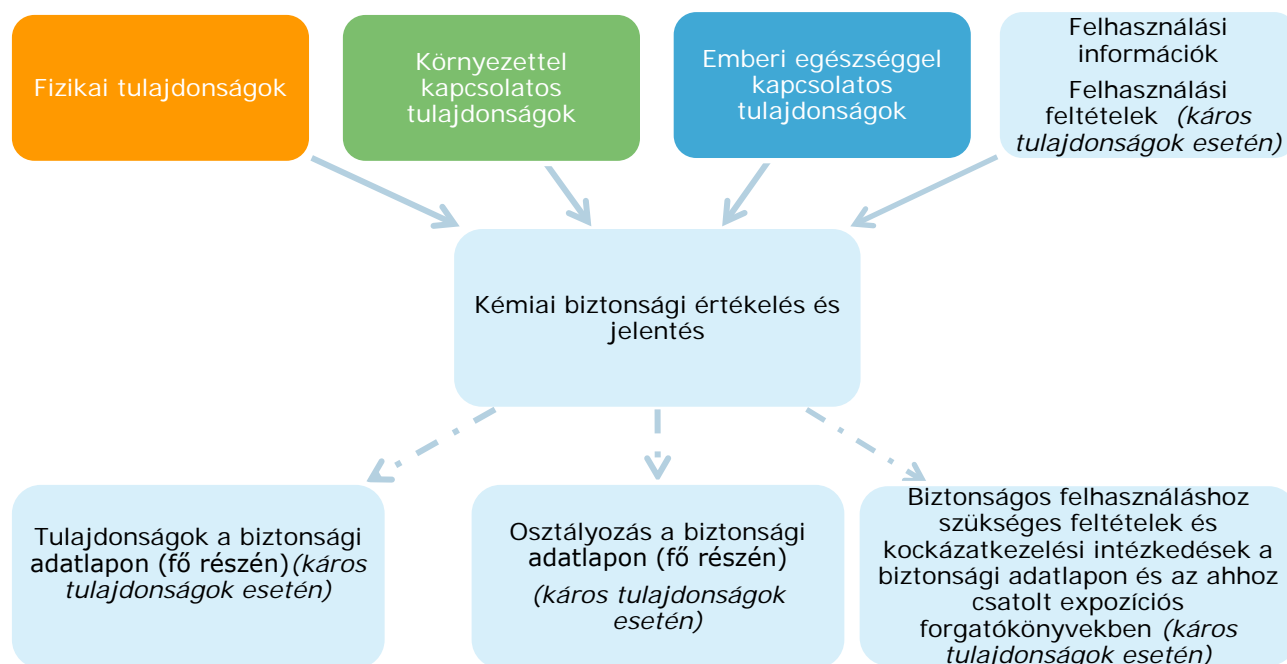 Fizikai tulajdonságok
Környezettel
kapcsolatos
tulajdonságok
Emberi egészséggel
kapcsolatos
tulajdonságok
Felhasználási
információk
Felhasználási
feltételek (káros
tulajdonságok esetén)
Kémiai biztonsági értékelés és
jelentés
Tulajdonságok a biztonsági
adatlapon (fő részén)(káros
tulajdonságok esetén)
Osztályozás a biztonsági
adatlapon (fő részén)
(káros tulajdonságok
esetén)
Biztonságos felhasználáshoz
szükséges feltételek és
kockázatkezelési intézkedések a
biztonsági adatlapon és az ahhoz
csatolt expozíciós
forgatókönyvekben (káros
tulajdonságok esetén)